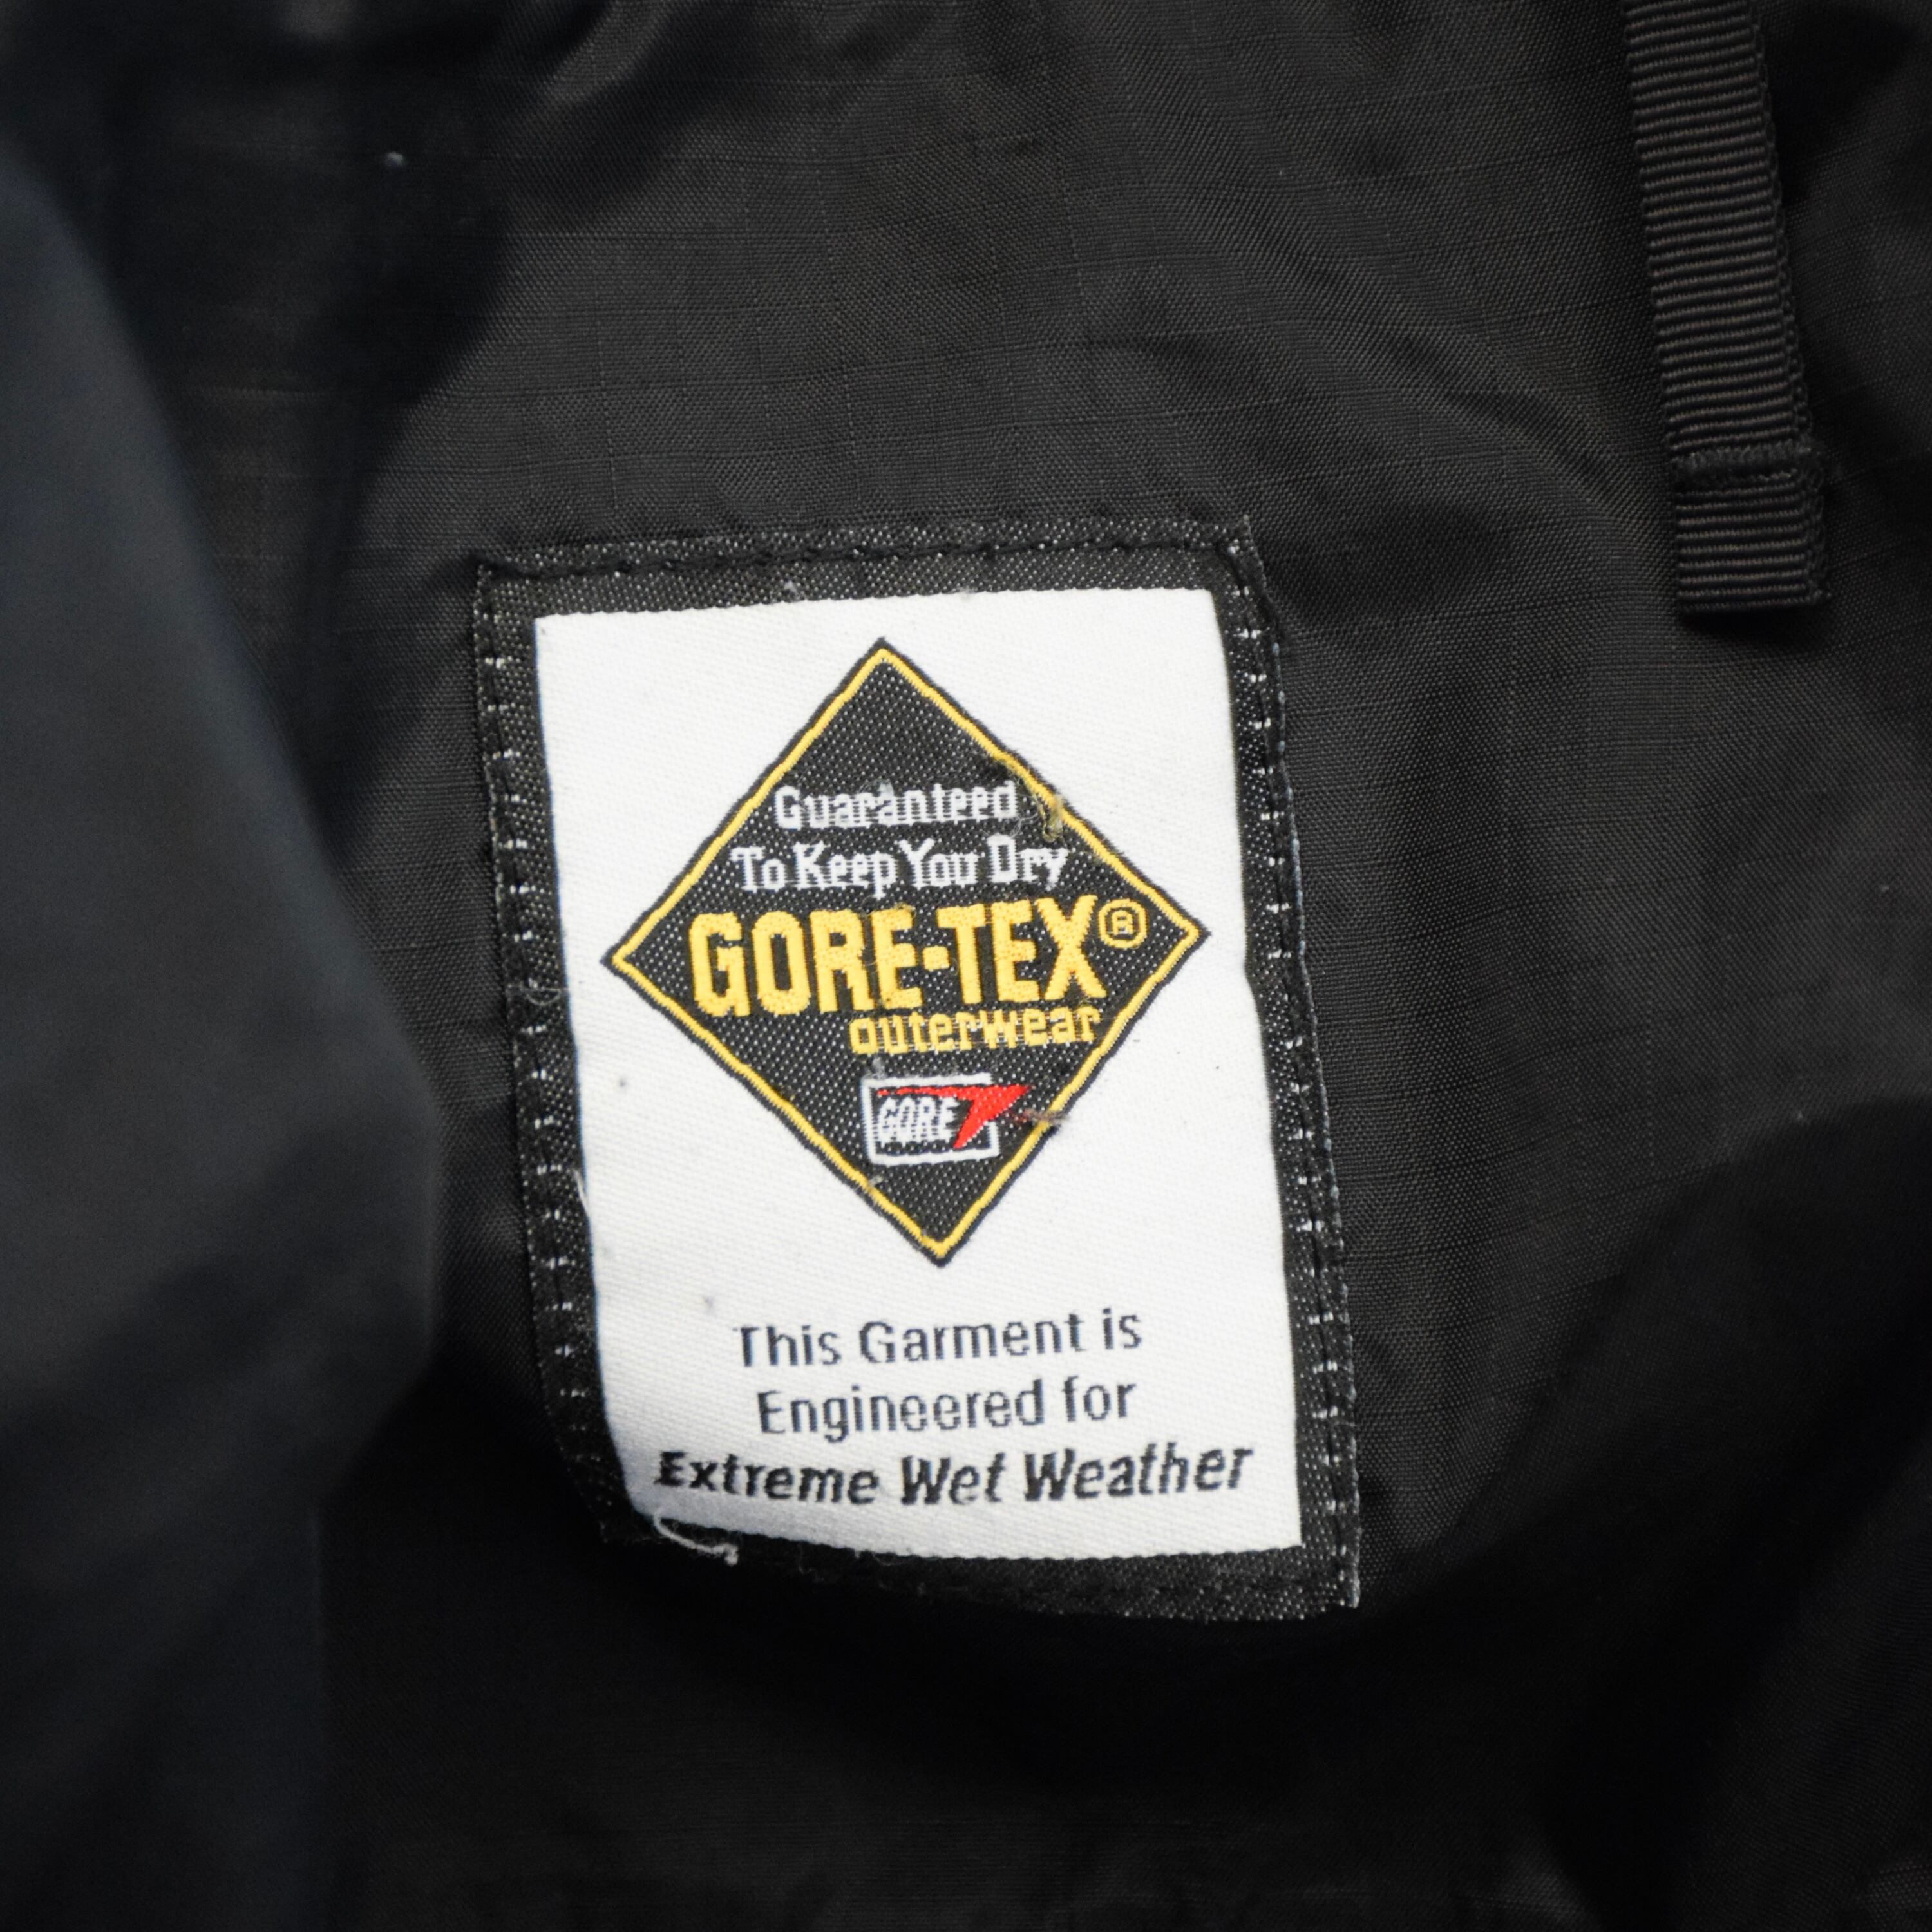 Guaranteed
To Keep You Dry
GORE-TEX®
outerwear
GORE
This Garment is
Engineered for
Extreme Wet Weather